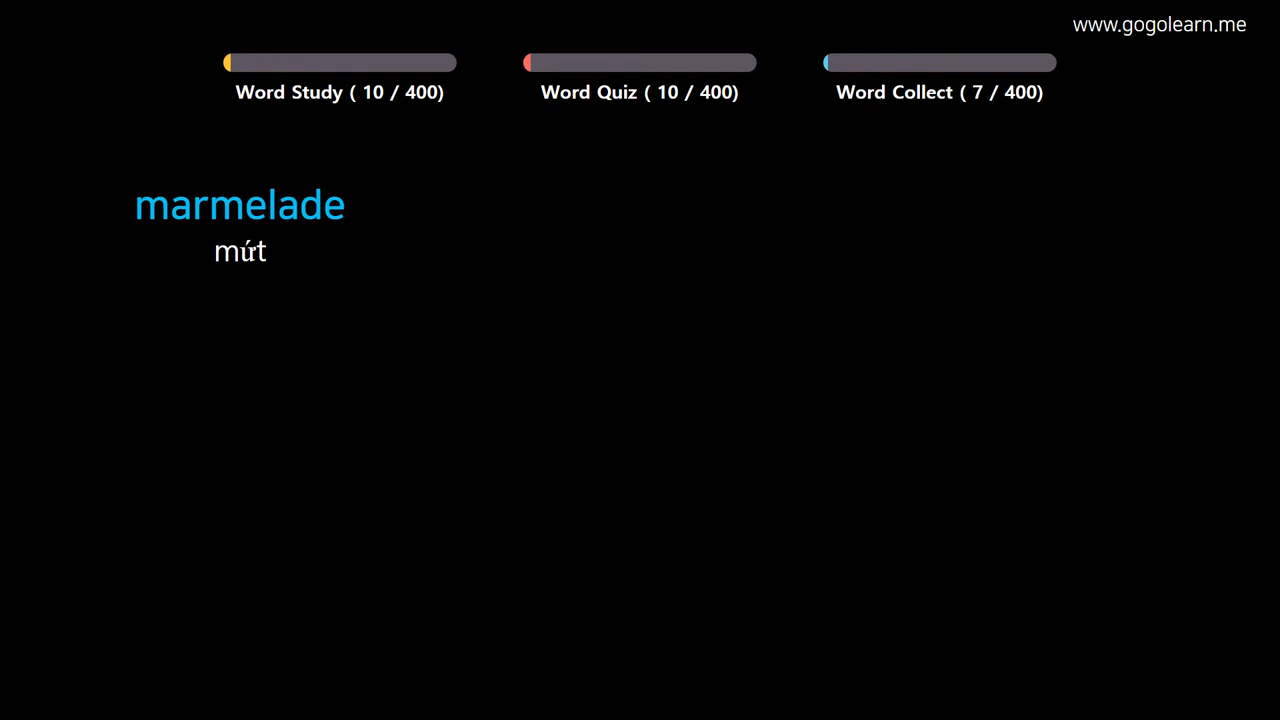 www.gogolearn.me
Word Study ( 10 / 400)
Word Quiz ( 10 / 400)
Word Collect ( 7 / 400)
marmelade
mứt